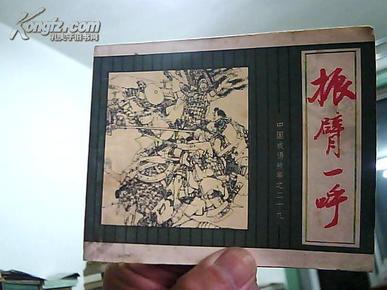 Kongfz.com
孔夫子旧书网
振臂一呼
中国成语故事之二十九